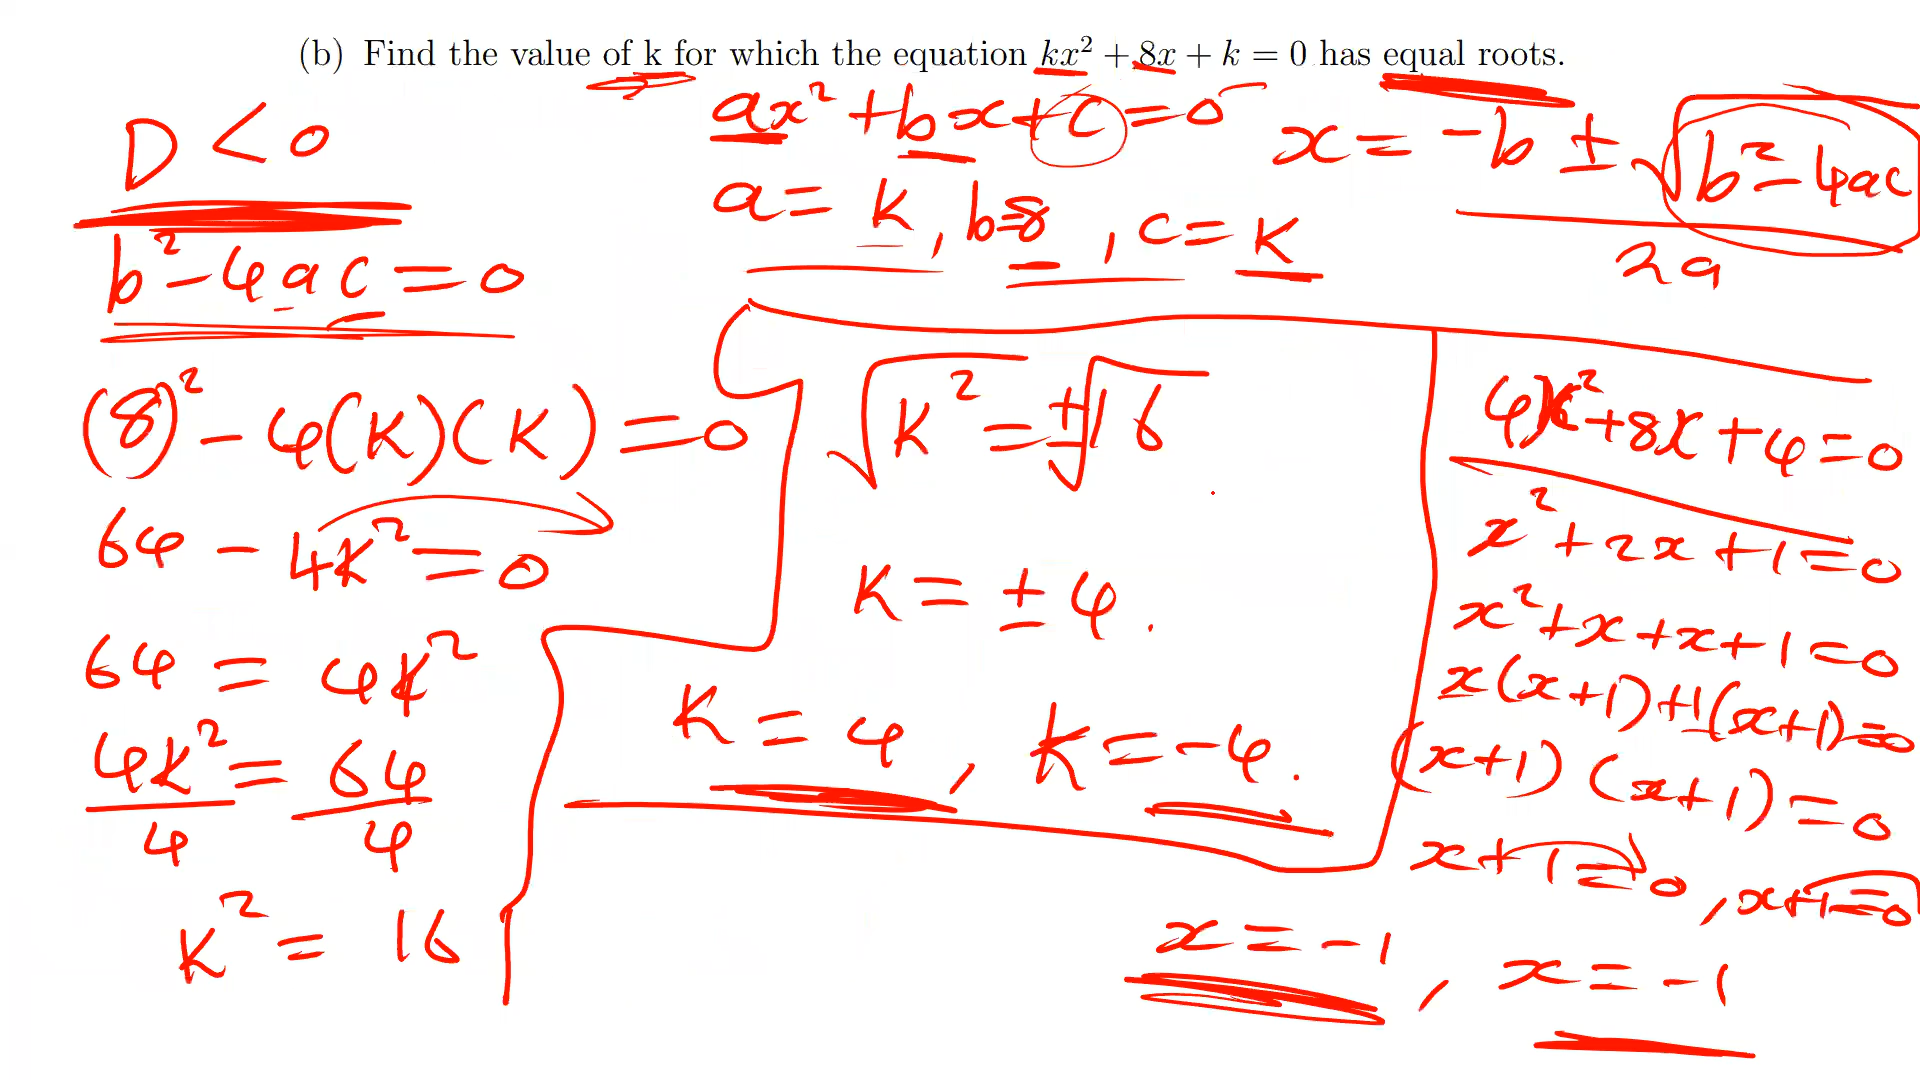 (b) Find the value of k for which the equation kx² + 8x + k = 0 has equal roots.
D < 0
b² - 4ac = 0
(8)² - 4(K)(K) = 0
64 - 4K² = 0
64 = 4K²
4K²/4 = 64/4
K² = 16
ax² + bx + c = 0
a = K, b = 8, c = K
x = -b ± √(b² - 4ac) / 2a
√K² = ±√16
K = ± 4.
K = 4, K = -4.
4x² + 8x + 4 = 0
x² + 2x + 1 = 0
x² + x + x + 1 = 0
x(x+1) + 1(x+1) = 0
(x+1) (x+1) = 0
x + 1 = 0, x + 1 = 0
x = -1, x = -1